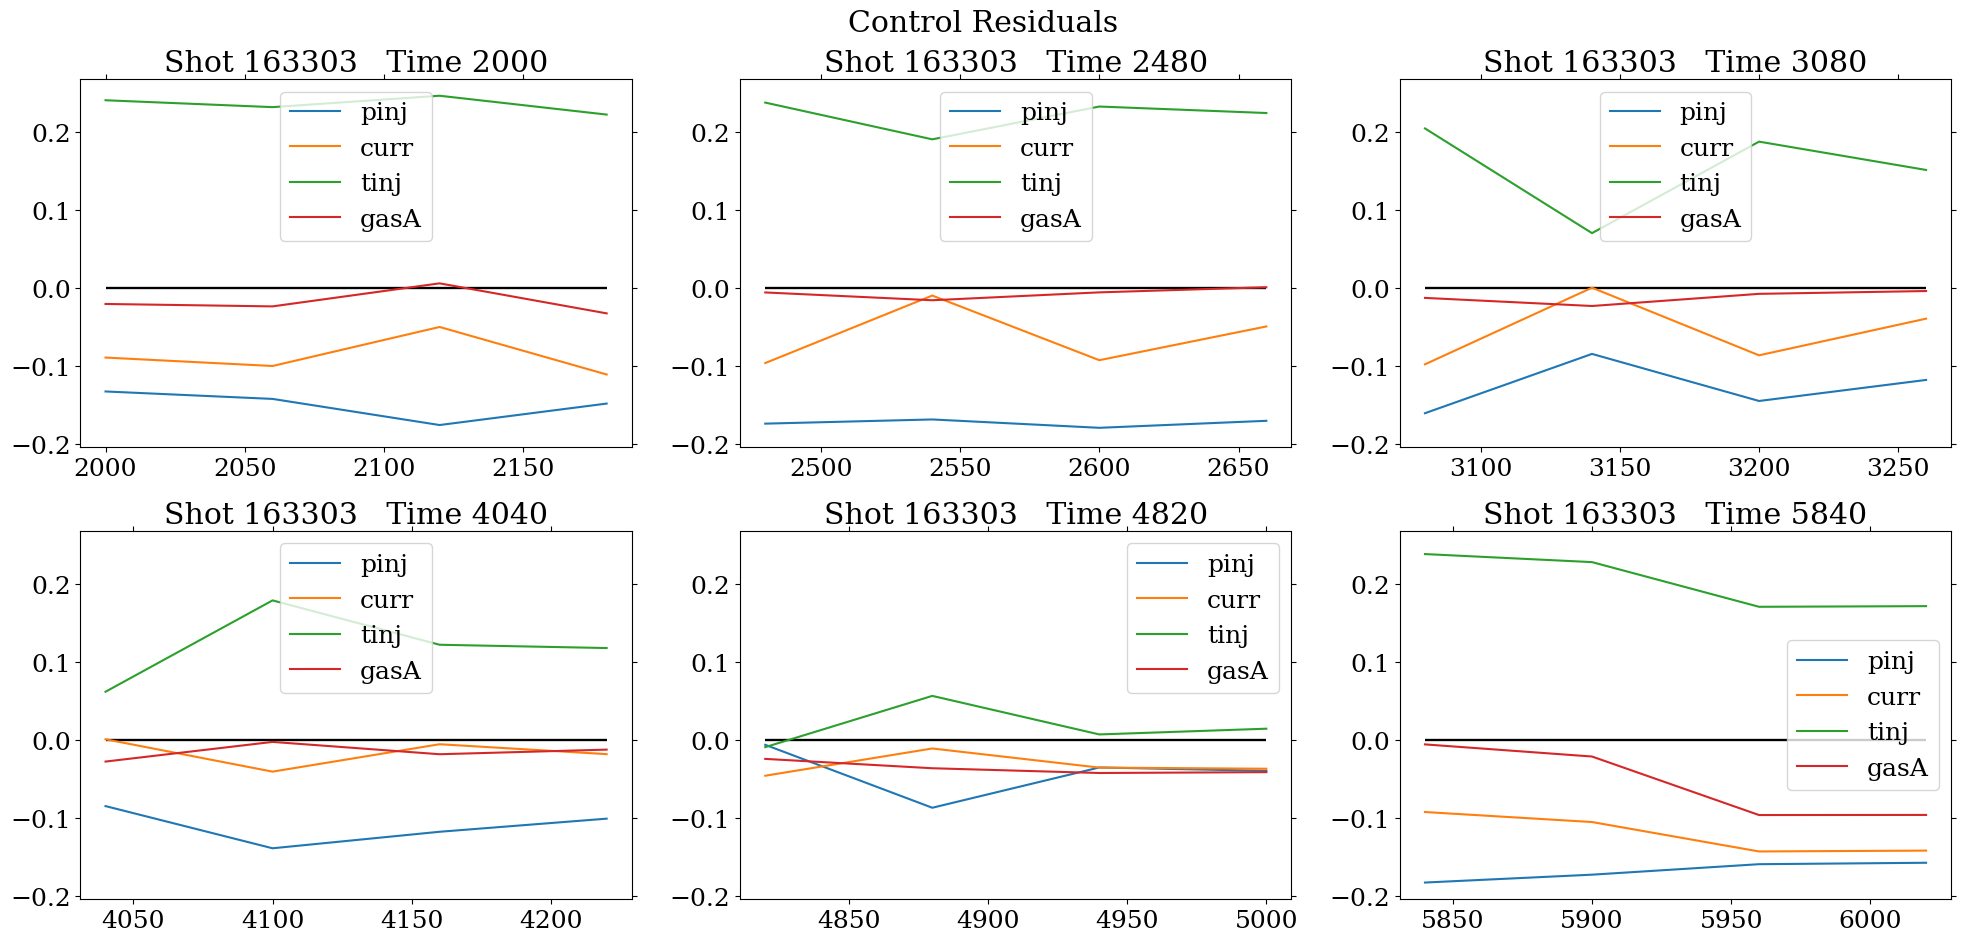 Control Residuals
Shot 163303   Time 2000
Shot 163303   Time 2480
Shot 163303   Time 3080
0.2
0.1
0.0
−0.1
−0.2
pinj
curr
tinj
gasA
2000
2050
2100
2150
0.2
0.1
0.0
−0.1
−0.2
pinj
curr
tinj
gasA
2500
2550
2600
2650
0.2
0.1
0.0
−0.1
−0.2
pinj
curr
tinj
gasA
3100
3150
3200
3250
Shot 163303   Time 4040
Shot 163303   Time 4820
Shot 163303   Time 5840
0.2
0.1
0.0
−0.1
−0.2
pinj
curr
tinj
gasA
4050
4100
4150
4200
0.2
0.1
0.0
−0.1
−0.2
pinj
curr
tinj
gasA
4850
4900
4950
5000
0.2
0.1
0.0
−0.1
−0.2
pinj
curr
tinj
gasA
5850
5900
5950
6000